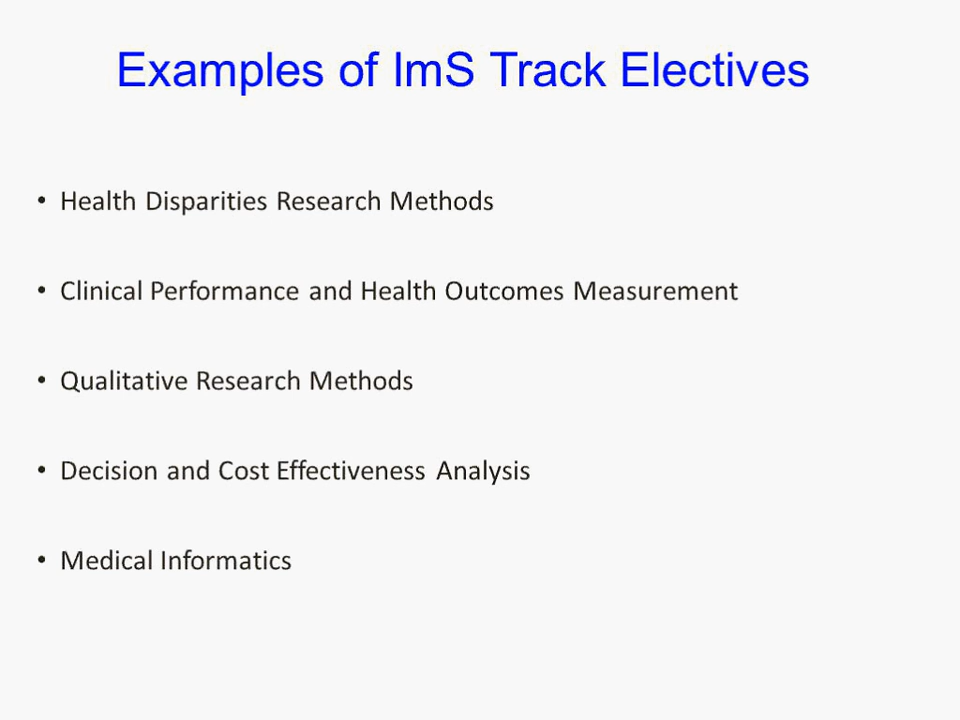 Examples of ImS Track Electives
• Health Disparities Research Methods
• Clinical Performance and Health Outcomes Measurement
• Qualitative Research Methods
• Decision and Cost Effectiveness Analysis
• Medical Informatics